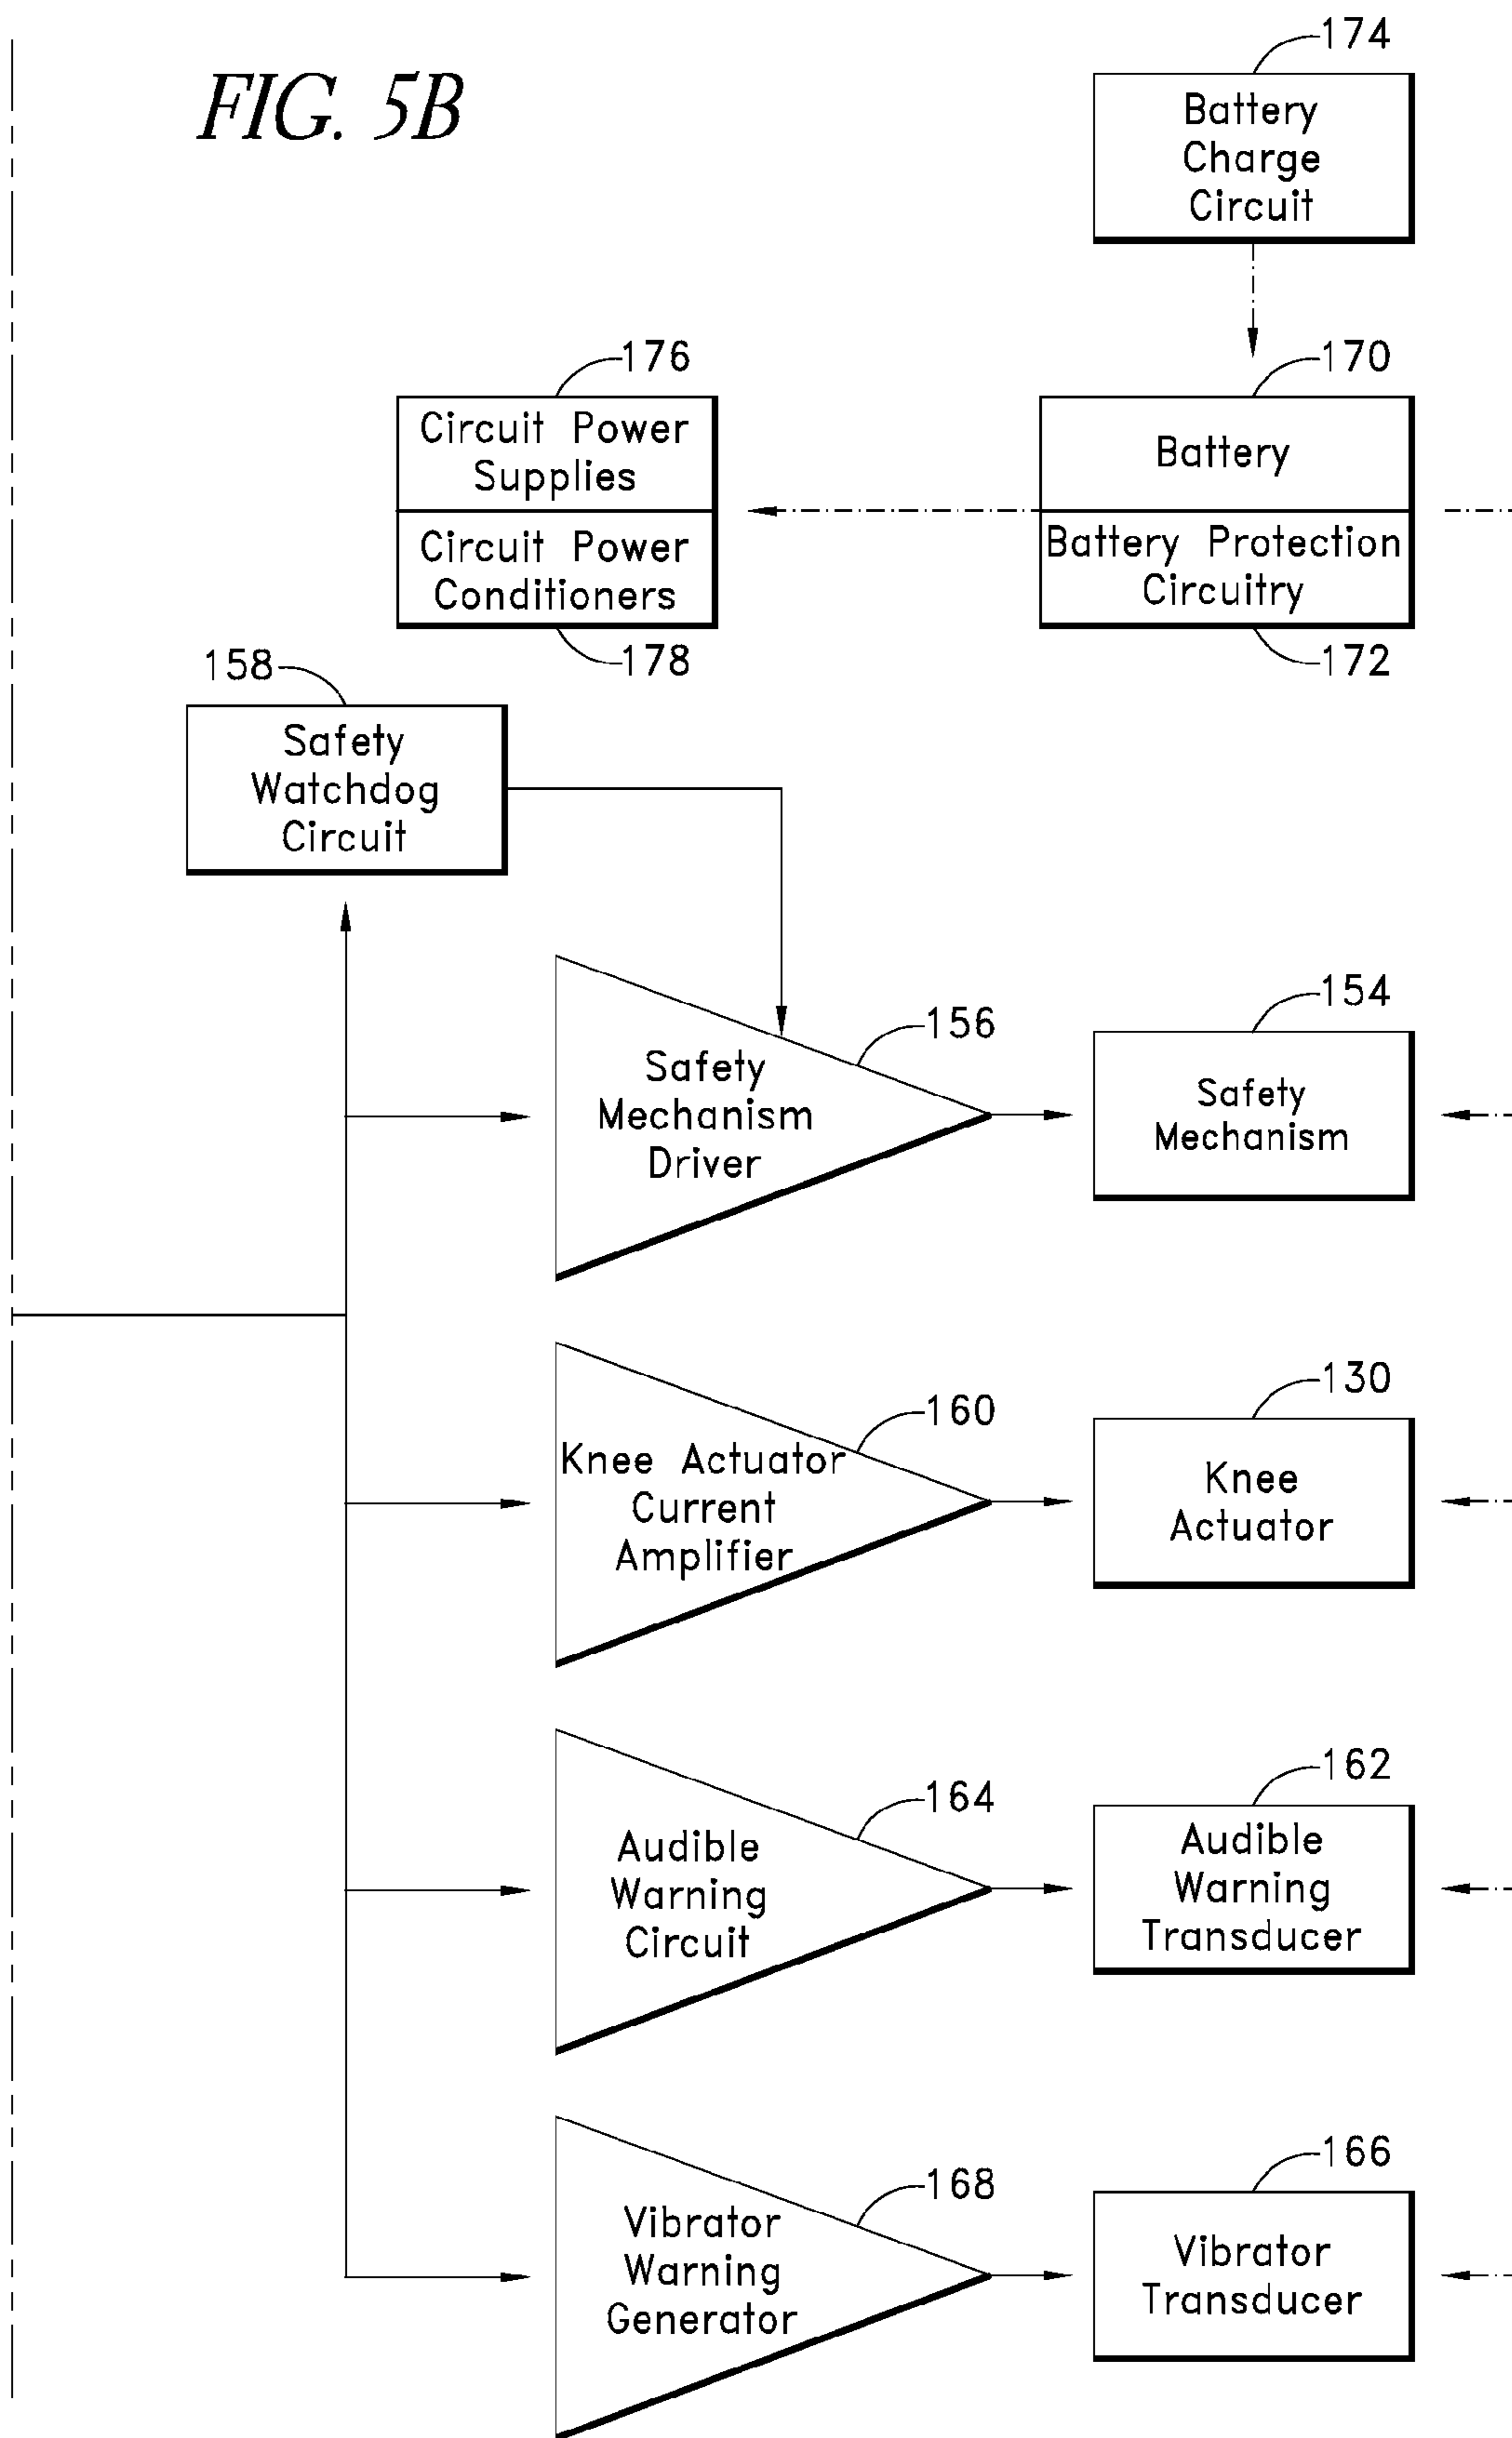 FIG. 5B
174
Battery
Charge
Circuit
176
Circuit Power
Supplies
Circuit Power
Conditioners
178
170
Battery
Battery Protection
Circuitry
172
158
Safety
Watchdog
Circuit
156
Safety
Mechanism
Driver
154
Safety
Mechanism
160
Knee Actuator
Current
Amplifier
130
Knee
Actuator
164
Audible
Warning
Circuit
162
Audible
Warning
Transducer
168
Vibrator
Warning
Generator
166
Vibrator
Transducer